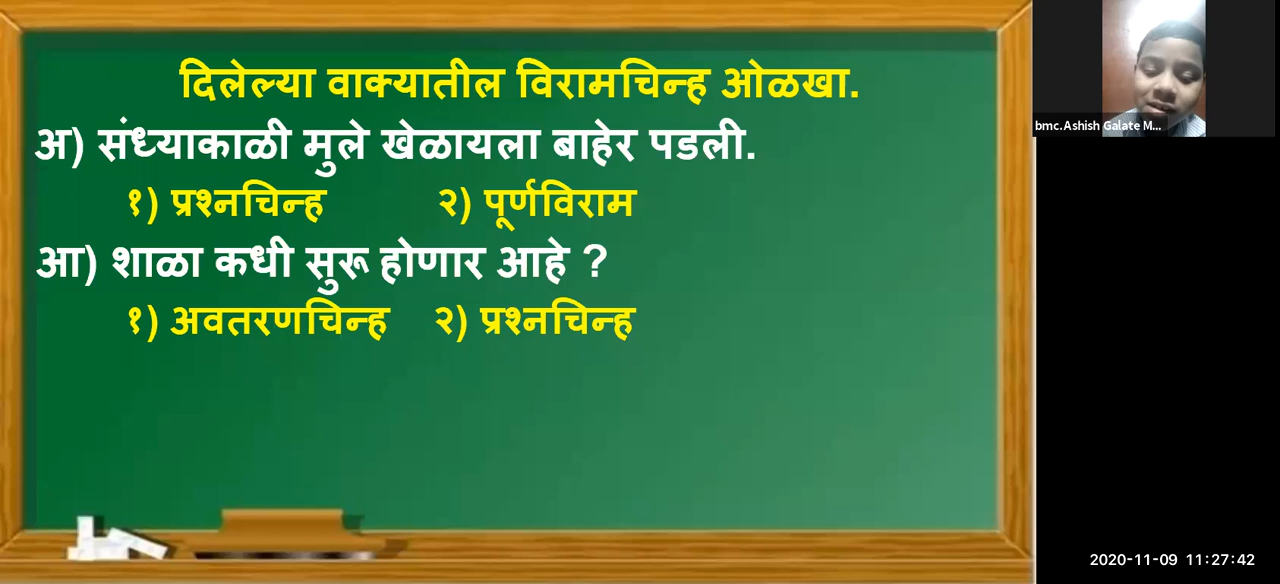 दिलेल्या वाक्यातील विरामचिन्ह ओळखा.
अ) संध्याकाळी मुले खेळायला बाहेर पडली.
१) प्रश्नचिन्ह २) पूर्णविराम
आ) शाळा कधी सुरू होणार आहे ?
१) अवतरणचिन्ह २) प्रश्नचिन्ह
bmc.Ashish Galate M...
2020-11-09 11:27:42